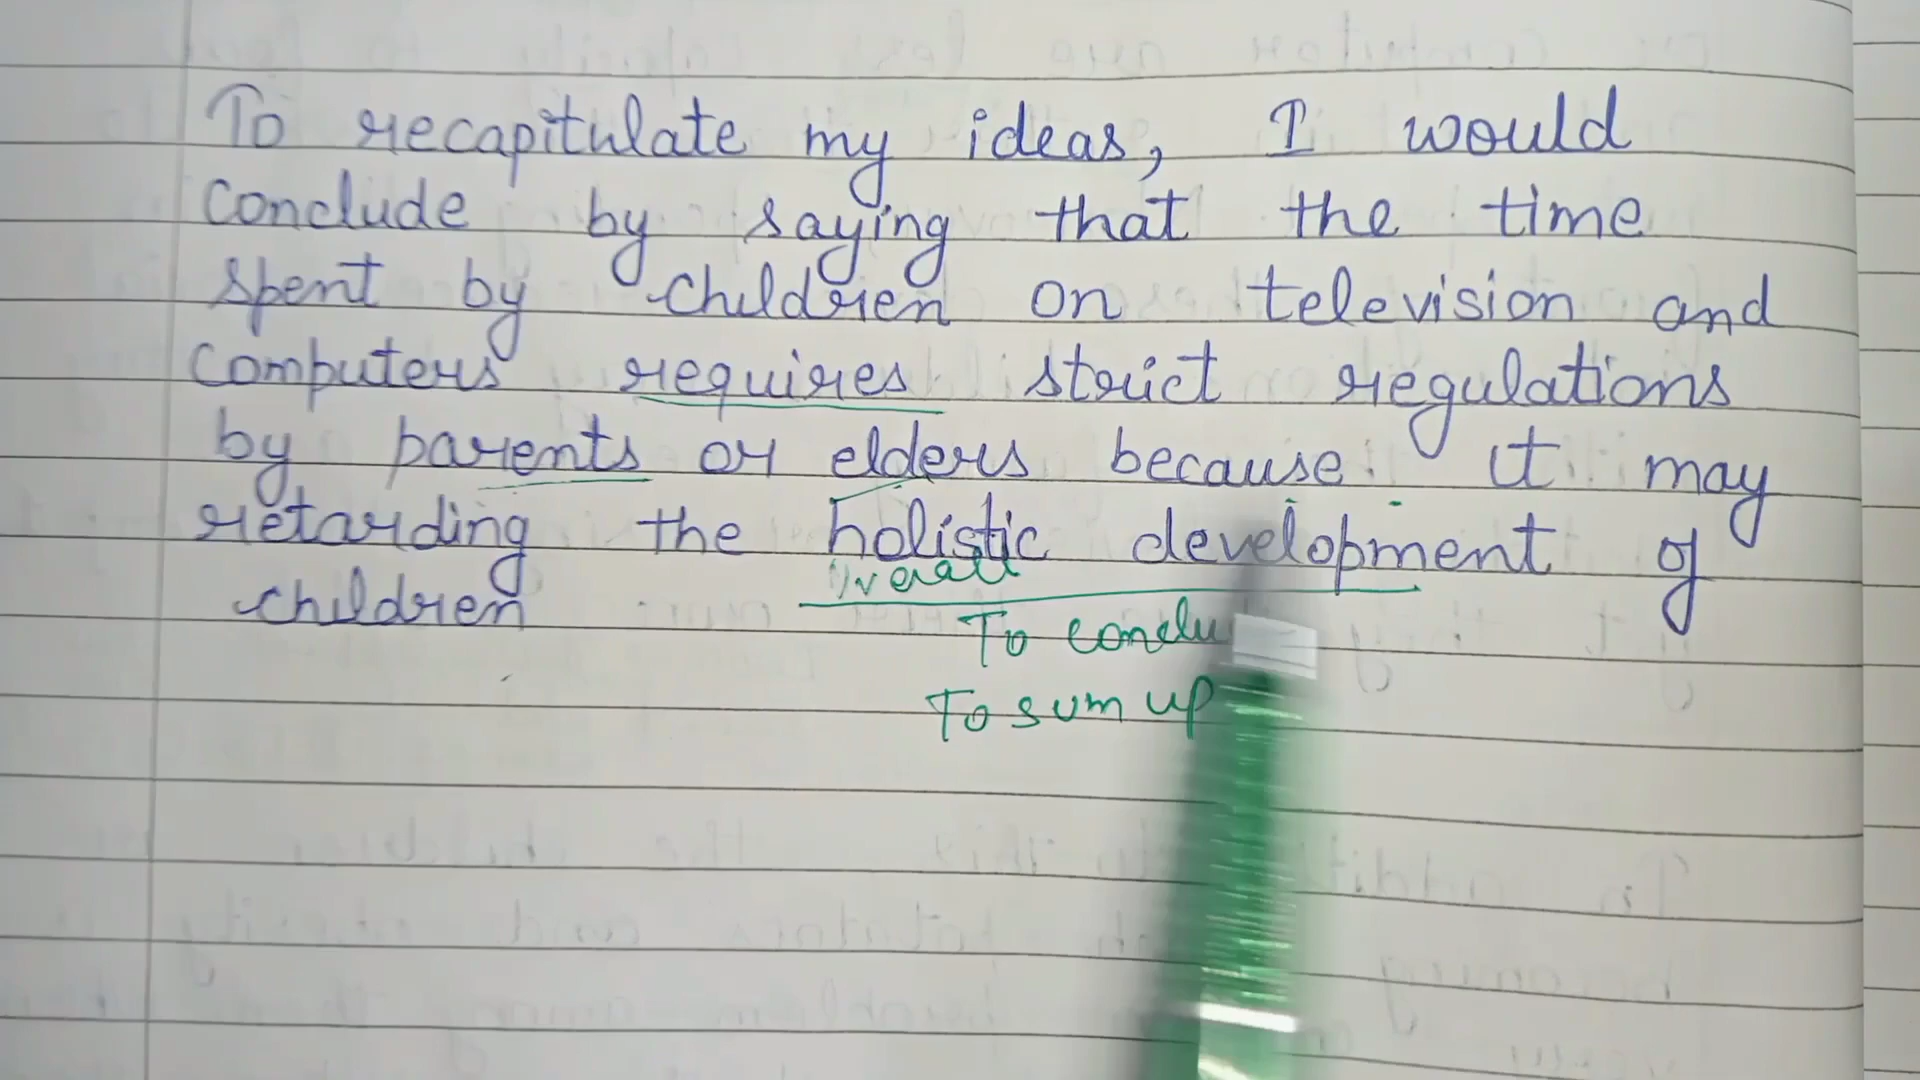 To recapitulate my ideas, I would
conclude by saying that the time
spent by children on television and
computers requires strict regulations
by parents or elders because it may
retarding the holistic development of
overall
children
To conclu
To sum up